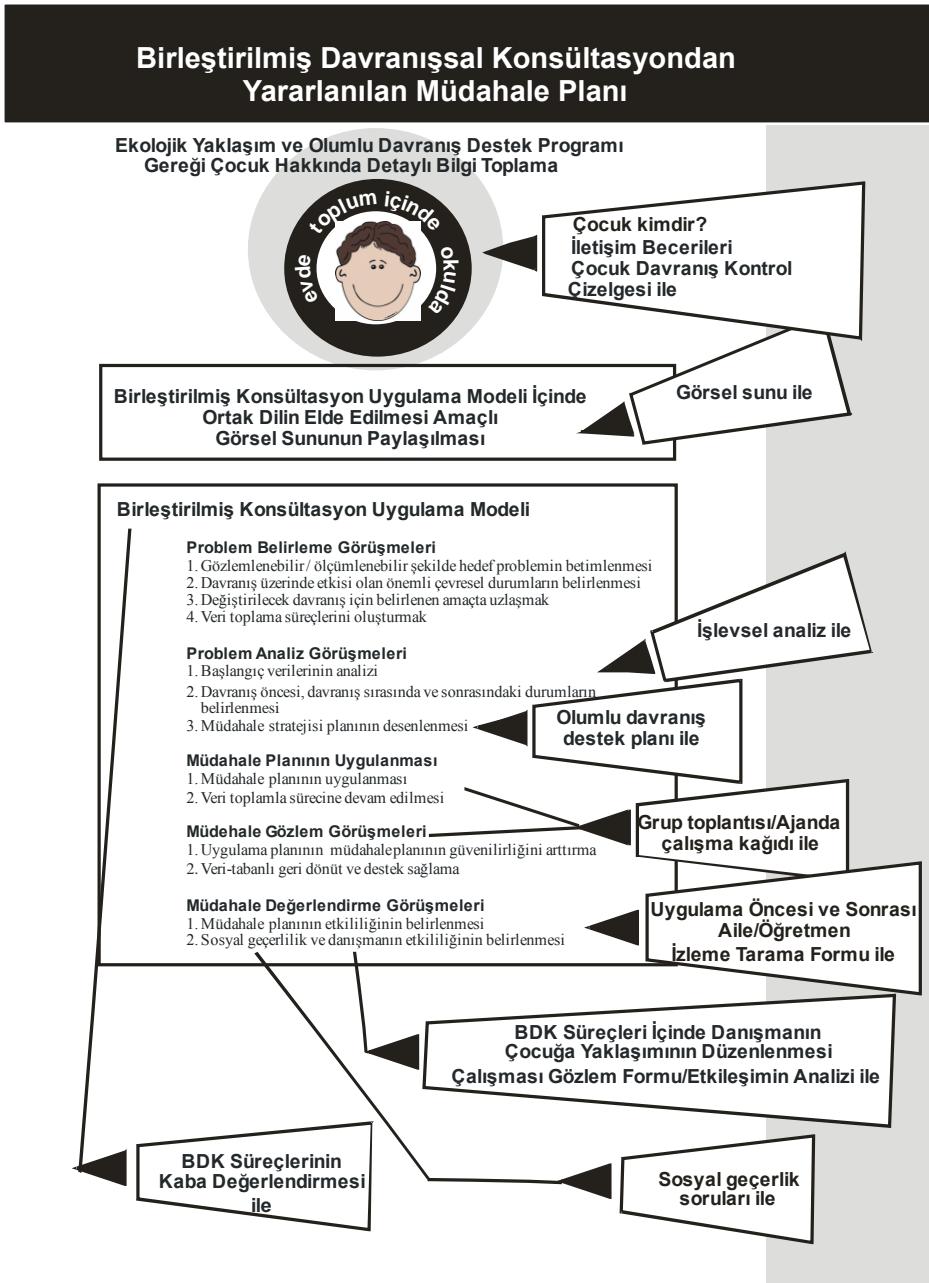 Birleştirilmiş Davranışsal Konsültasyondan
Yararlanılan Müdahale Planı
Ekolojik Yaklaşım ve Olumlu Davranış Destek Programı
Gereği Çocuk Hakkında Detaylı Bilgi Toplama
evde toplum içinde okulda
Çocuk kimdir?
İletişim Becerileri
Çocuk Davranış Kontrol
Çizelgesi ile
Birleştirilmiş Konsültasyon Uygulama Modeli İçinde
Ortak Dilin Elde Edilmesi Amaçlı
Görsel Sununun Paylaşılması
Görsel sunu ile
Birleştirilmiş Konsültasyon Uygulama Modeli
Problem Belirleme Görüşmeleri
1. Gözlemlenebilir / ölçümlenebilir şekilde hedef problemin betimlenmesi
2. Davranış üzerinde etkisi olan önemli çevresel durumların belirlenmesi
3. Değiştirilecek davranış için belirlenen amaçta uzlaşmak
4. Veri toplama süreçlerini oluşturmak
İşlevsel analiz ile
Problem Analiz Görüşmeleri
1. Başlangıç verilerinin analizi
2. Davranış öncesi, davranış sırasında ve sonrasındaki durumların
belirlenmesi
3. Müdahale stratejisi planının desenlenmesi
Olumlu davranış
destek planı ile
Müdahale Planının Uygulanması
1. Müdahale planının uygulanması
2. Veri toplamla sürecine devam edilmesi
Grup toplantısı/Ajanda
çalışma kağıdı ile
Müdehale Gözlem Görüşmeleri
1. Uygulama planının müdahaleplanının güvenilirliğini arttırma
2. Veri-tabanlı geri dönüt ve destek sağlama
Müdahale Değerlendirme Görüşmeleri
1. Müdahale planının etkililiğinin belirlenmesi
2. Sosyal geçerlilik ve danışmanın etkililiğinin belirlenmesi
Uygulama Öncesi ve Sonrası
Aile/Öğretmen
İzleme Tarama Formu ile
BDK Süreçleri İçinde Danışmanın
Çocuğa Yaklaşımının Düzenlenmesi
Çalışması Gözlem Formu/Etkileşimin Analizi ile
BDK Süreçlerinin
Kaba Değerlendirmesi
ile
Sosyal geçerlik
soruları ile